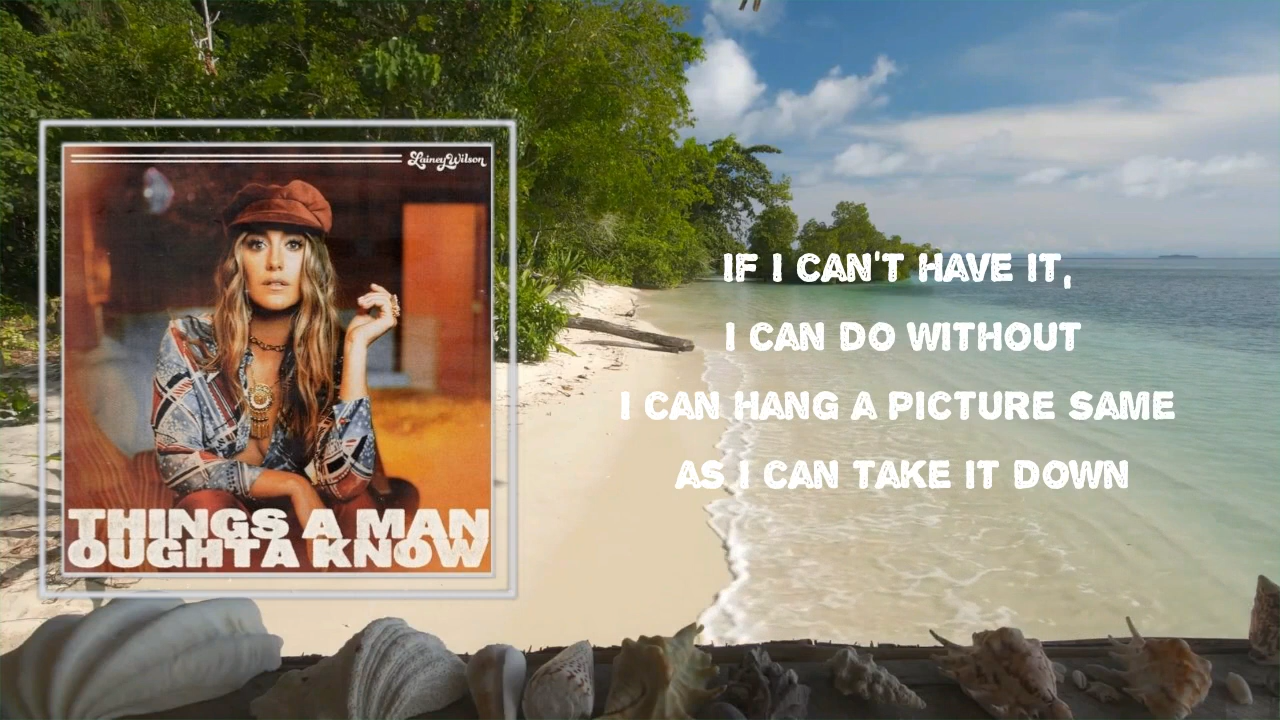 Lainey Wilson
THINGS A MAN
OUGHTA KNOW
IF I CAN'T HAVE IT,
I CAN DO WITHOUT
I CAN HANG A PICTURE SAME
AS I CAN TAKE IT DOWN